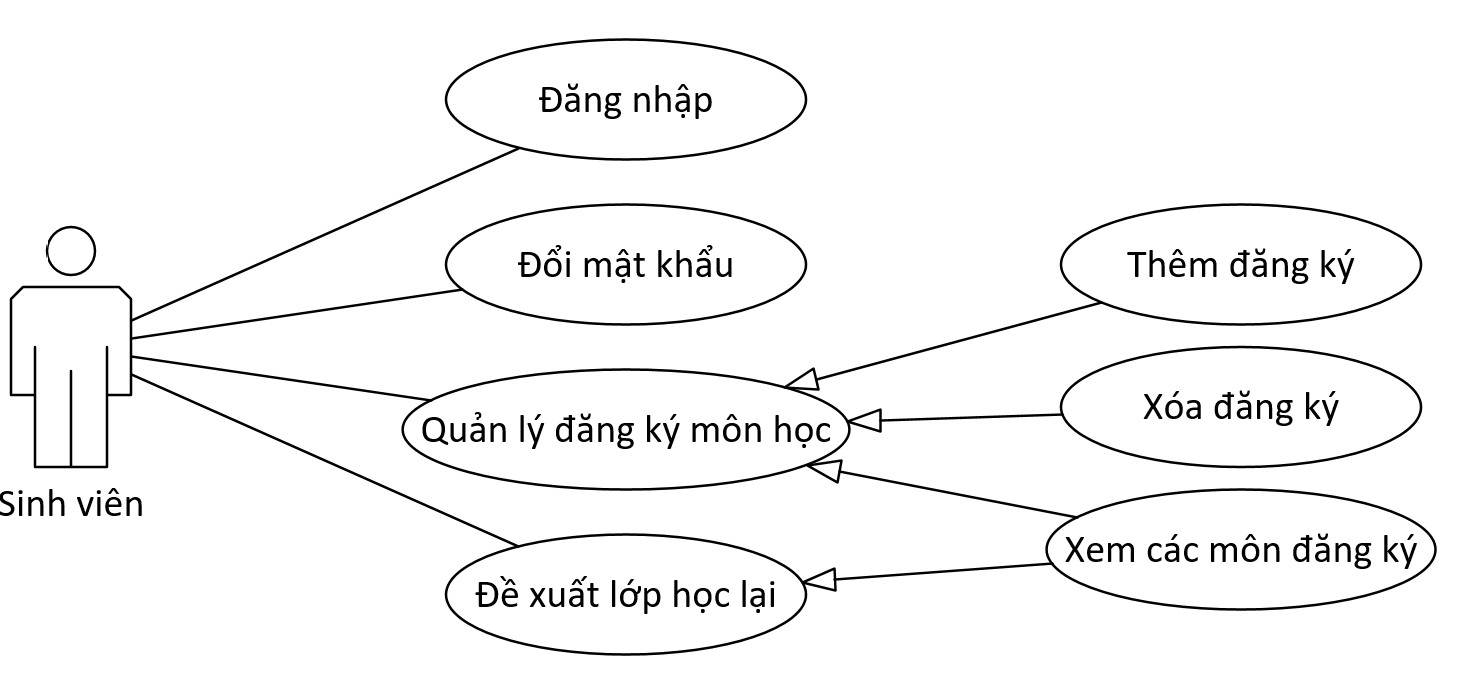 Đăng nhập
Đổi mật khẩu
Thêm đăng ký
Xóa đăng ký
Quản lý đăng ký môn học
Sinh viên
Xem các môn đăng ký
Đề xuất lớp học lại